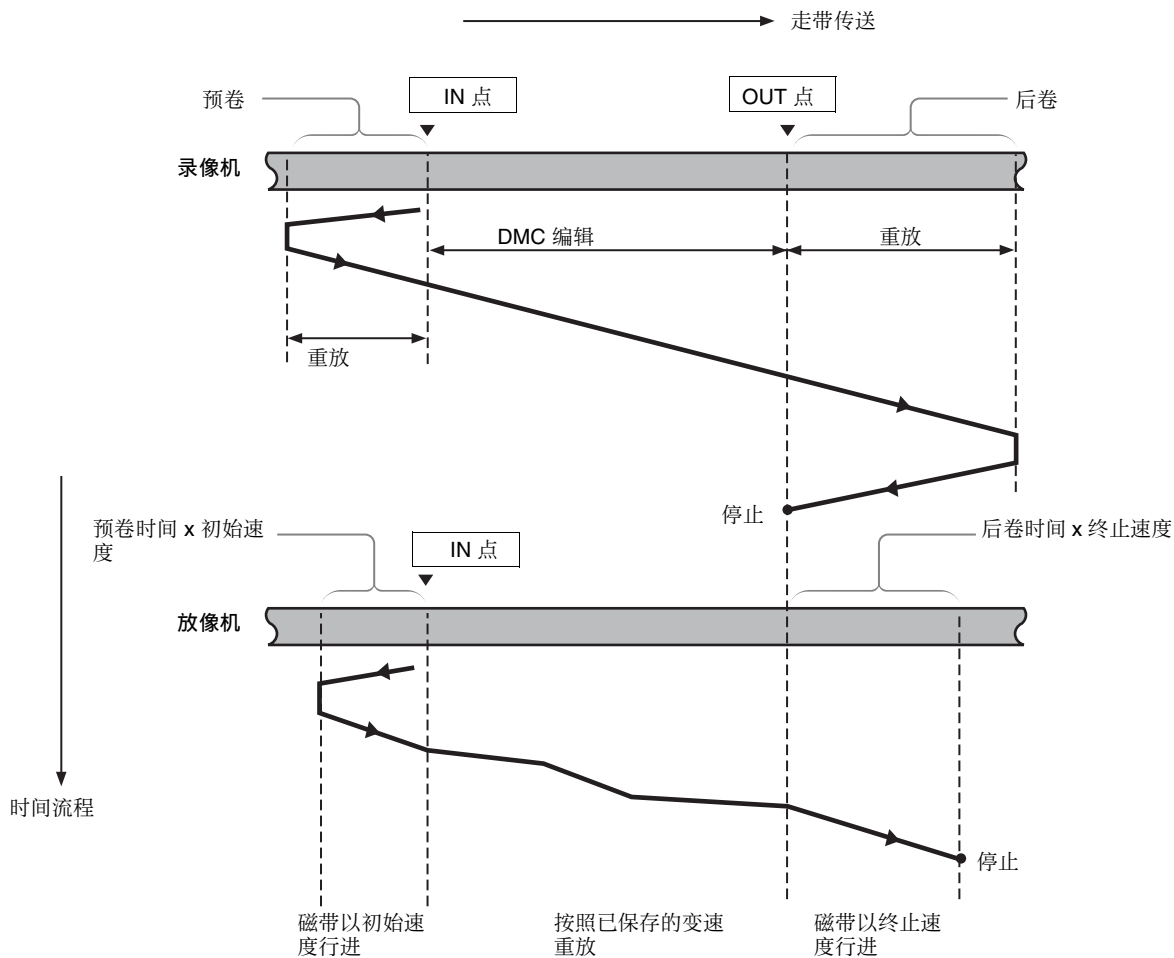 走带传送
预卷
IN 点
OUT 点
后卷
录像机
DMC 编辑
重放
重放
停止
预卷时间 x 初始速
度
IN 点
后卷时间 x 终止速度
放像机
时间流程
停止
磁带以初始速
度行进
按照已保存的变速
重放
磁带以终止速
度行进